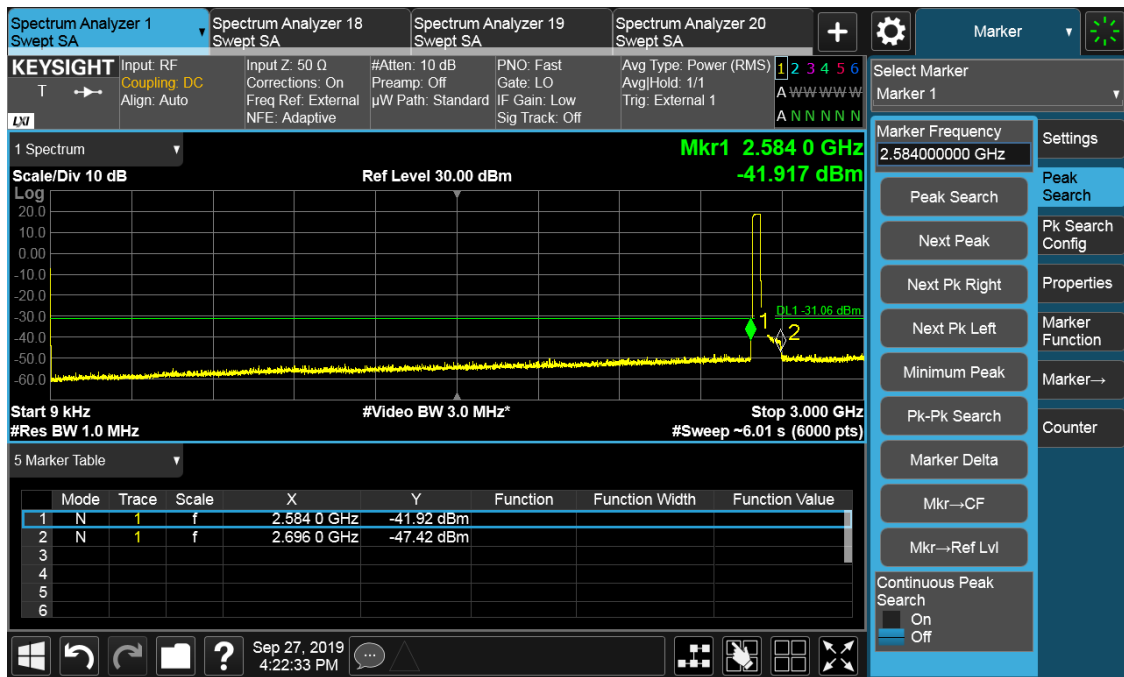 Spectrum Analyzer 1
Swept SA
Spectrum Analyzer 18
Swept SA
Spectrum Analyzer 19
Swept SA
Spectrum Analyzer 20
Swept SA
+
Marker
KEYSIGHT
T
LXI
Input: RF
Coupling: DC
Align: Auto
Input Z: 50 Ω
Corrections: On
Freq Ref: External
NFE: Adaptive
#Atten: 10 dB
Preamp: Off
µW Path: Standard
PNO: Fast
Gate: LO
IF Gain: Low
Sig Track: Off
Avg Type: Power (RMS)
Avg|Hold: 1/1
Trig: External 1
1 2 3 4 5 6
A W W W W W
A N N N N N
Select Marker
Marker 1
1 Spectrum
Mkr1 2.584 0 GHz
-41.917 dBm
Scale/Div 10 dB
Ref Level 30.00 dBm
Log
20.0
10.0
0.00
-10.0
-20.0
-30.0
-40.0
-50.0
-60.0
DL1 -31.06 dBm
1
2
Start 9 kHz
#Video BW 3.0 MHz*
Stop 3.000 GHz
#Res BW 1.0 MHz
#Sweep ~6.01 s (6000 pts)
Marker Frequency
2.584000000 GHz
Peak Search
Next Peak
Next Pk Right
Next Pk Left
Minimum Peak
Pk-Pk Search
Marker Delta
Mkr→CF
Mkr→Ref Lvl
Continuous Peak
Search
On
Off
Settings
Peak
Search
Pk Search
Config
Properties
Marker
Function
Marker→
Counter
5 Marker Table
Mode Trace Scale X Y Function Function Width Function Value
1 N 1 f 2.584 0 GHz -41.92 dBm
2 N 1 f 2.696 0 GHz -47.42 dBm
3
4
5
6
?
Sep 27, 2019
4:22:33 PM